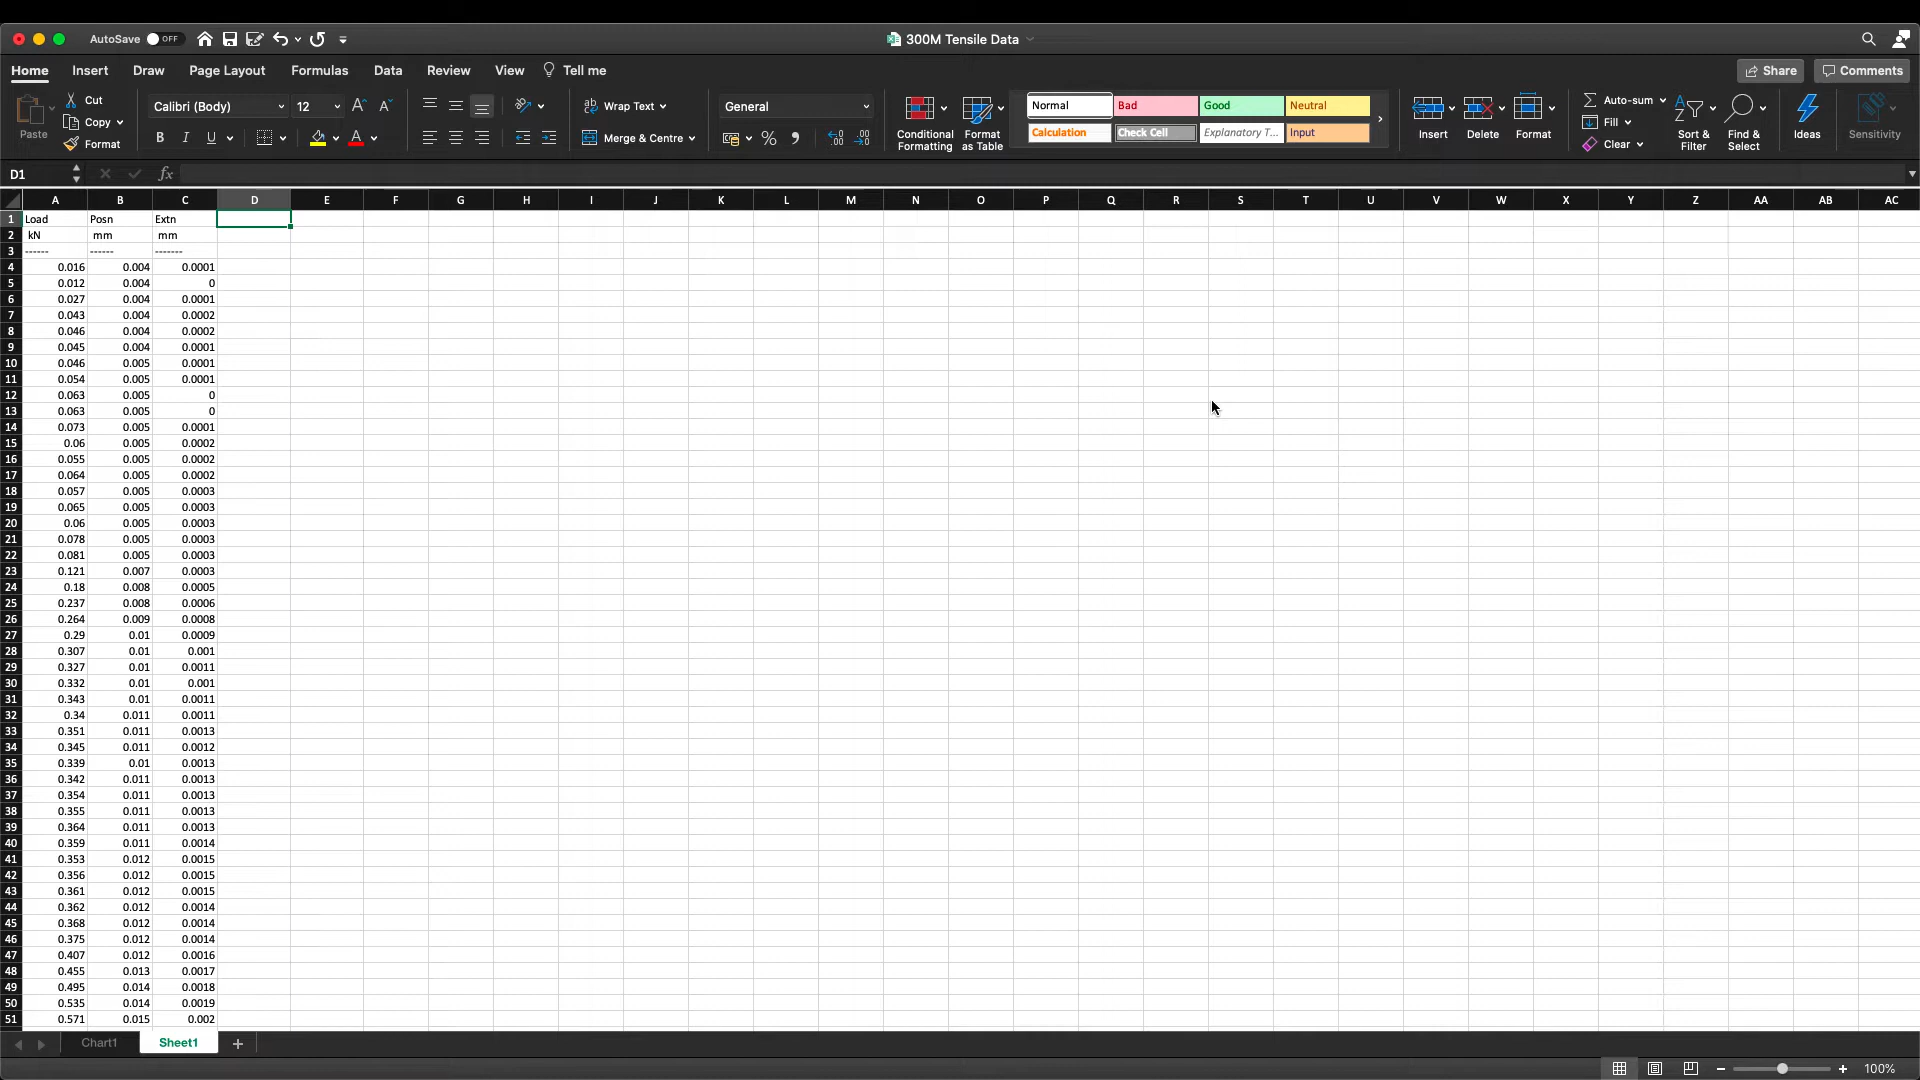 AutoSave OFF 300M Tensile Data
Home Insert Draw Page Layout Formulas Data Review View Tell me Share Comments
Paste Cut Copy Format
Calibri (Body) 12
Wrap Text
Merge & Centre
General
Conditional Formatting
Format as Table
Normal Bad Good Neutral
Calculation Check Cell Explanatory T... Input
Insert Delete Format
Auto-sum
Fill
Clear
Sort & Filter
Find & Select
Ideas
Sensitivity
D1 fx
A B C D E F G H I J K L M N O P Q R S T U V W X Y Z AA AB AC
1 Load Posn Extn
2 kN mm mm
3 ------ ------ -------
4 0.016 0.004 0.0001
5 0.012 0.004 0
6 0.027 0.004 0.0001
7 0.043 0.004 0.0002
8 0.046 0.004 0.0002
9 0.045 0.004 0.0001
10 0.046 0.005 0.0001
11 0.054 0.005 0.0001
12 0.063 0.005 0
13 0.063 0.005 0
14 0.073 0.005 0.0001
15 0.06 0.005 0.0002
16 0.055 0.005 0.0002
17 0.064 0.005 0.0002
18 0.057 0.005 0.0003
19 0.065 0.005 0.0003
20 0.06 0.005 0.0003
21 0.078 0.005 0.0003
22 0.081 0.005 0.0003
23 0.121 0.007 0.0003
24 0.18 0.008 0.0005
25 0.237 0.008 0.0006
26 0.264 0.009 0.0008
27 0.29 0.01 0.0009
28 0.307 0.01 0.001
29 0.327 0.01 0.0011
30 0.332 0.01 0.001
31 0.343 0.01 0.0011
32 0.34 0.011 0.0011
33 0.351 0.011 0.0013
34 0.345 0.011 0.0012
35 0.339 0.01 0.0013
36 0.342 0.011 0.0013
37 0.354 0.011 0.0013
38 0.355 0.011 0.0013
39 0.364 0.011 0.0013
40 0.359 0.011 0.0014
41 0.353 0.012 0.0015
42 0.356 0.012 0.0015
43 0.361 0.012 0.0015
44 0.362 0.012 0.0014
45 0.368 0.012 0.0014
46 0.375 0.012 0.0014
47 0.407 0.012 0.0016
48 0.455 0.013 0.0017
49 0.495 0.014 0.0018
50 0.535 0.014 0.0019
51 0.571 0.015 0.002
Chart1 Sheet1 +
100%